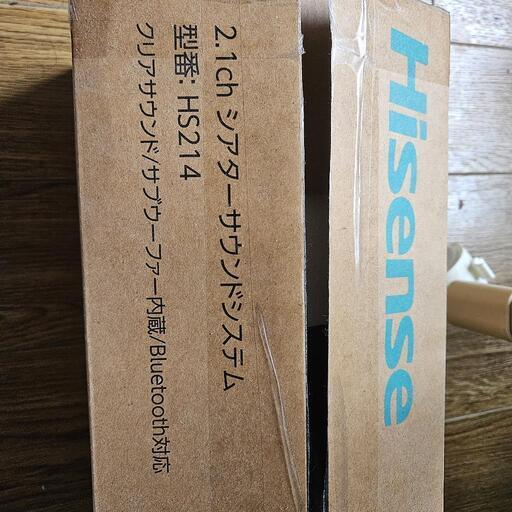 Hisense
2.1ch シアターサウンドシステム
型番: HS214
クリアサウンド/サブウーファー内蔵/Bluetooth対応